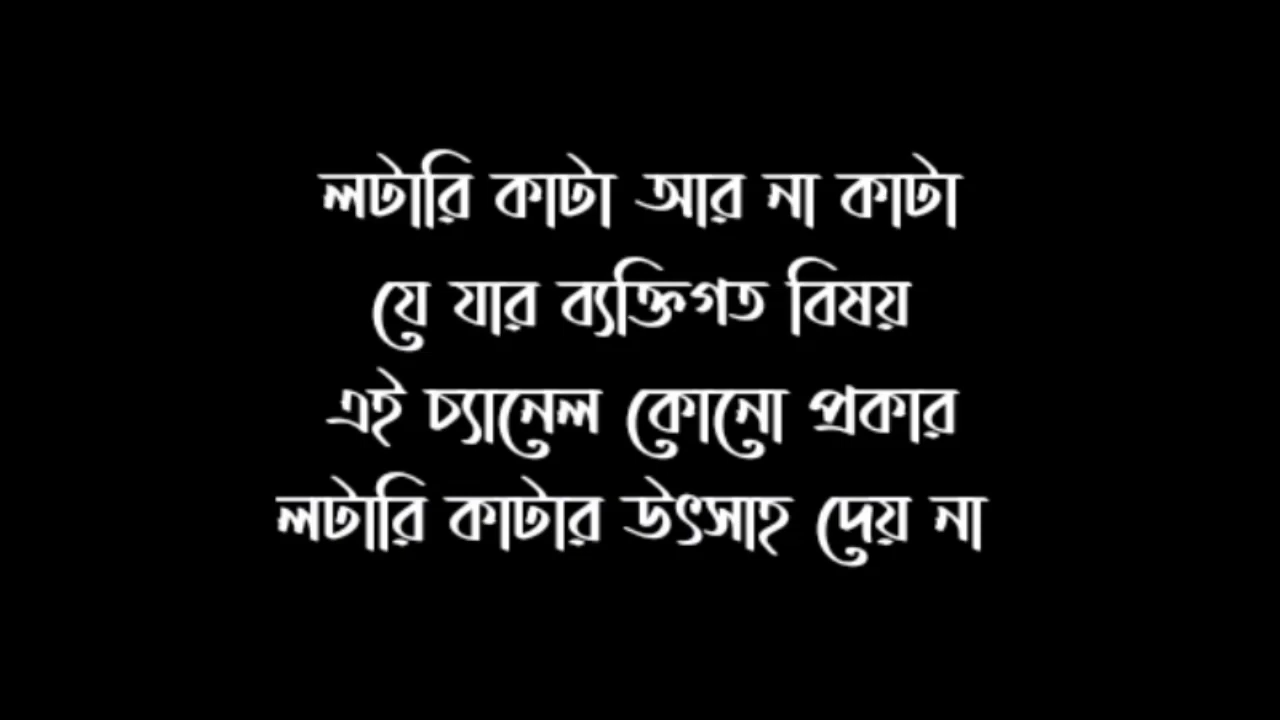 লটারি কাটা আর না কাটা
যে যার ব্যক্তিগত বিষয়
এই চ্যানেল কোনো প্রকার
লটারি কাটার উৎসাহ দেয় না